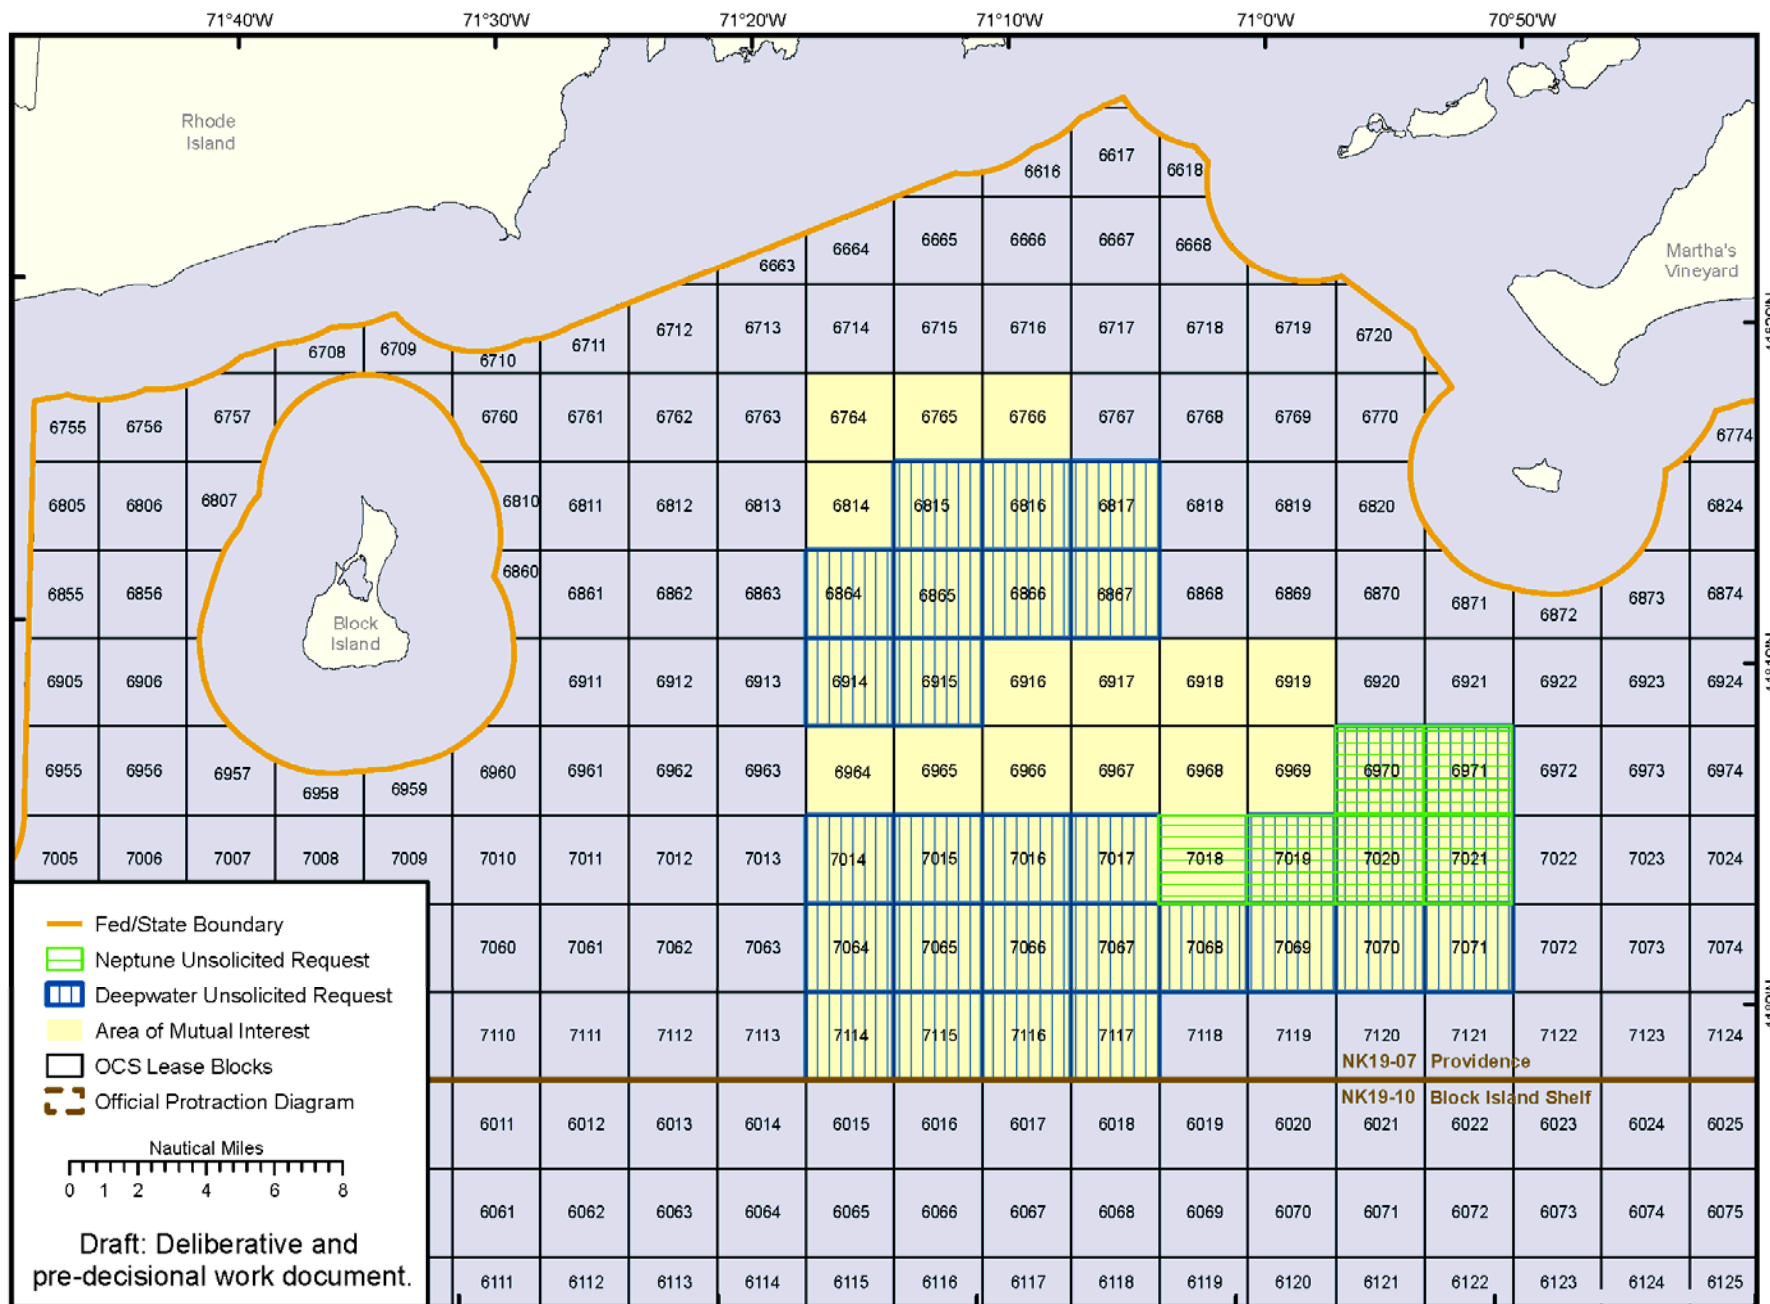 71°40'W 71°30'W 71°20'W 71°10'W 71°0'W 70°50'W
Rhode
Island
Martha's
Vineyard
6616 6617 6618
6663 6664 6665 6666 6667 6668
6708 6709 6710 6711 6712 6713 6714 6715 6716 6717 6718 6719 6720
6755 6756 6757 6760 6761 6762 6763 6764 6765 6766 6767 6768 6769 6770 6774
6805 6806 6807 6810 6811 6812 6813 6814 6815 6816 6817 6818 6819 6820 6824
6855 6856 6860 6861 6862 6863 6864 6865 6866 6867 6868 6869 6870 6871 6872 6873 6874
Block
Island
6905 6906 6911 6912 6913 6914 6915 6916 6917 6918 6919 6920 6921 6922 6923 6924
6955 6956 6957 6958 6959 6960 6961 6962 6963 6964 6965 6966 6967 6968 6969 6970 6971 6972 6973 6974
7005 7006 7007 7008 7009 7010 7011 7012 7013 7014 7015 7016 7017 7018 7019 7020 7021 7022 7023 7024
7060 7061 7062 7063 7064 7065 7066 7067 7068 7069 7070 7071 7072 7073 7074
7110 7111 7112 7113 7114 7115 7116 7117 7118 7119 7120 7121 7122 7123 7124
NK19-07 Providence
NK19-10 Block Island Shelf
6011 6012 6013 6014 6015 6016 6017 6018 6019 6020 6021 6022 6023 6024 6025
6061 6062 6063 6064 6065 6066 6067 6068 6069 6070 6071 6072 6073 6074 6075
6111 6112 6113 6114 6115 6116 6117 6118 6119 6120 6121 6122 6123 6124 6125
Fed/State Boundary
Neptune Unsolicited Request
Deepwater Unsolicited Request
Area of Mutual Interest
OCS Lease Blocks
Official Protraction Diagram
Nautical Miles
0 1 2 4 6 8
Draft: Deliberative and
pre-decisional work document.